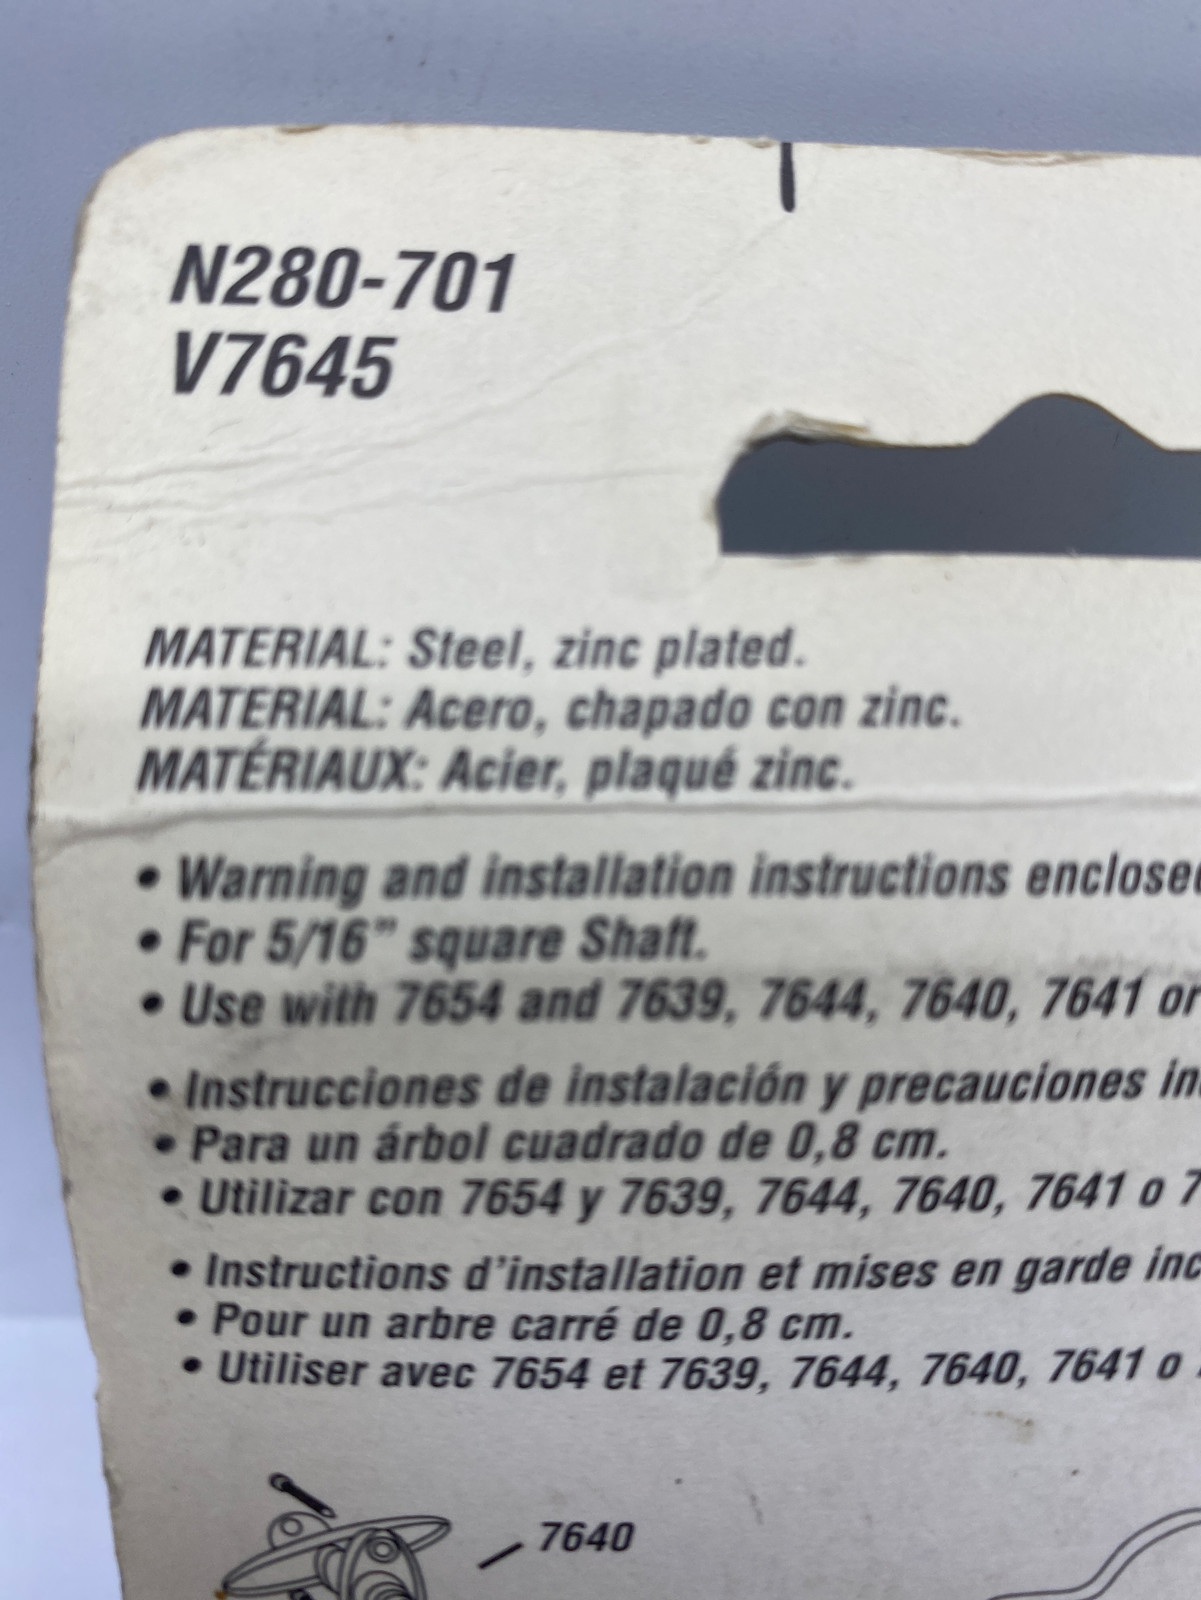 N280-701
V7645
MATERIAL: Steel, zinc plated.
MATERIAL: Acero, chapado con zinc.
MATÉRIAUX: Acier, plaqué zinc.
• Warning and installation instructions
• For 5/16" square Shaft.
• Use with 7654 and 7639, 7644, 7640, 7641 or
• Instrucciones de instalación y precauciones
• Para un árbol cuadrado de 0,8 cm.
• Utilizar con 7654 y 7639, 7644, 7640, 7641 o
• Instructions d'installation et mises en garde
• Pour un arbre carré de 0,8 cm.
• Utiliser avec 7654 et 7639, 7644, 7640, 7641 o
7640